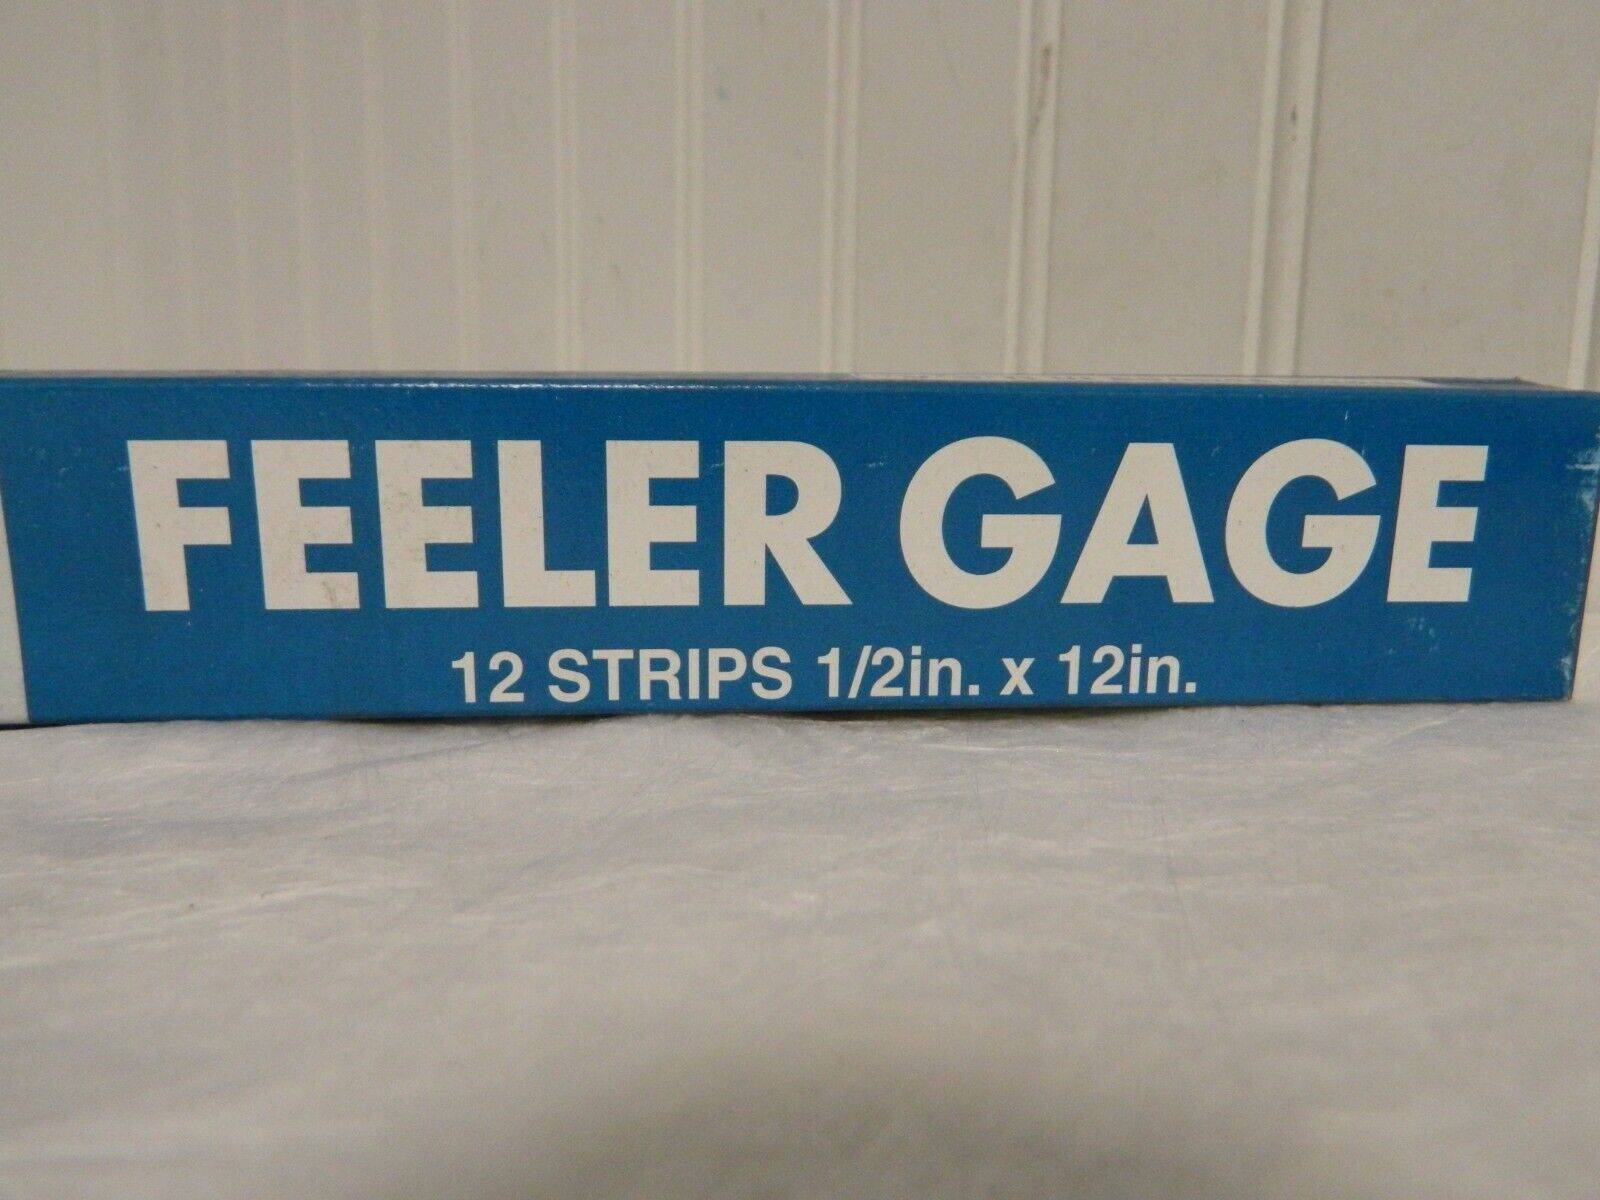 FEELER GAGE
12 STRIPS 1/2in. x 12in.